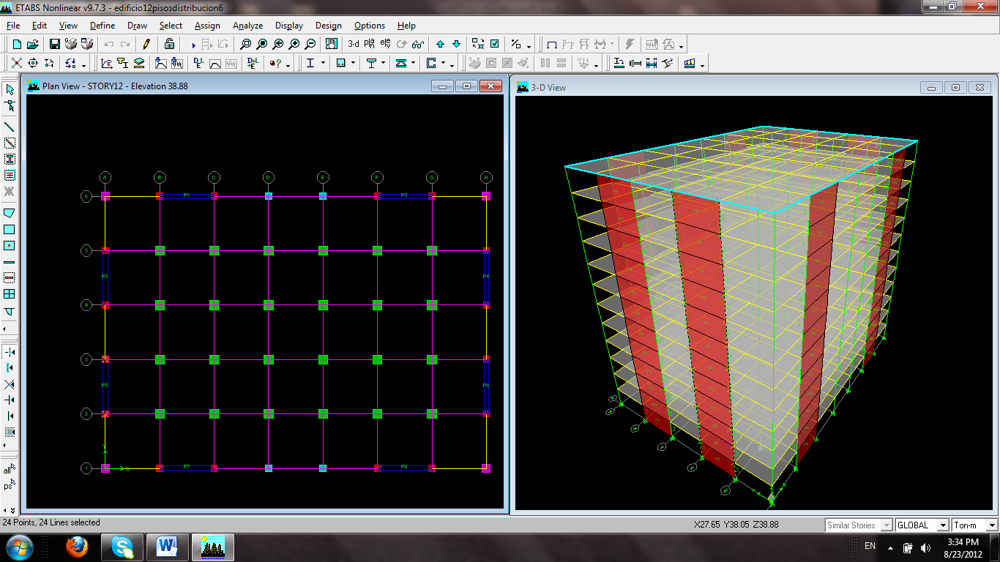 ETABS Nonlinear v9.7.3 - edificio12pisosdistribucion6
File Edit View Define Draw Select Assign Analyze Display Design Options Help
3-d
all
ps
Plan View - STORY12 - Elevation 38.88
A B C D E F G H
6 P1 P2
5
P3 P4
4
3
P5 P6
2
Y
1 X P7 P8
3-D View
24 Points, 24 Lines selected
X27.65 Y38.05 Z38.88
Similar Stories
GLOBAL
Ton-m
EN
3:34 PM
8/23/2012